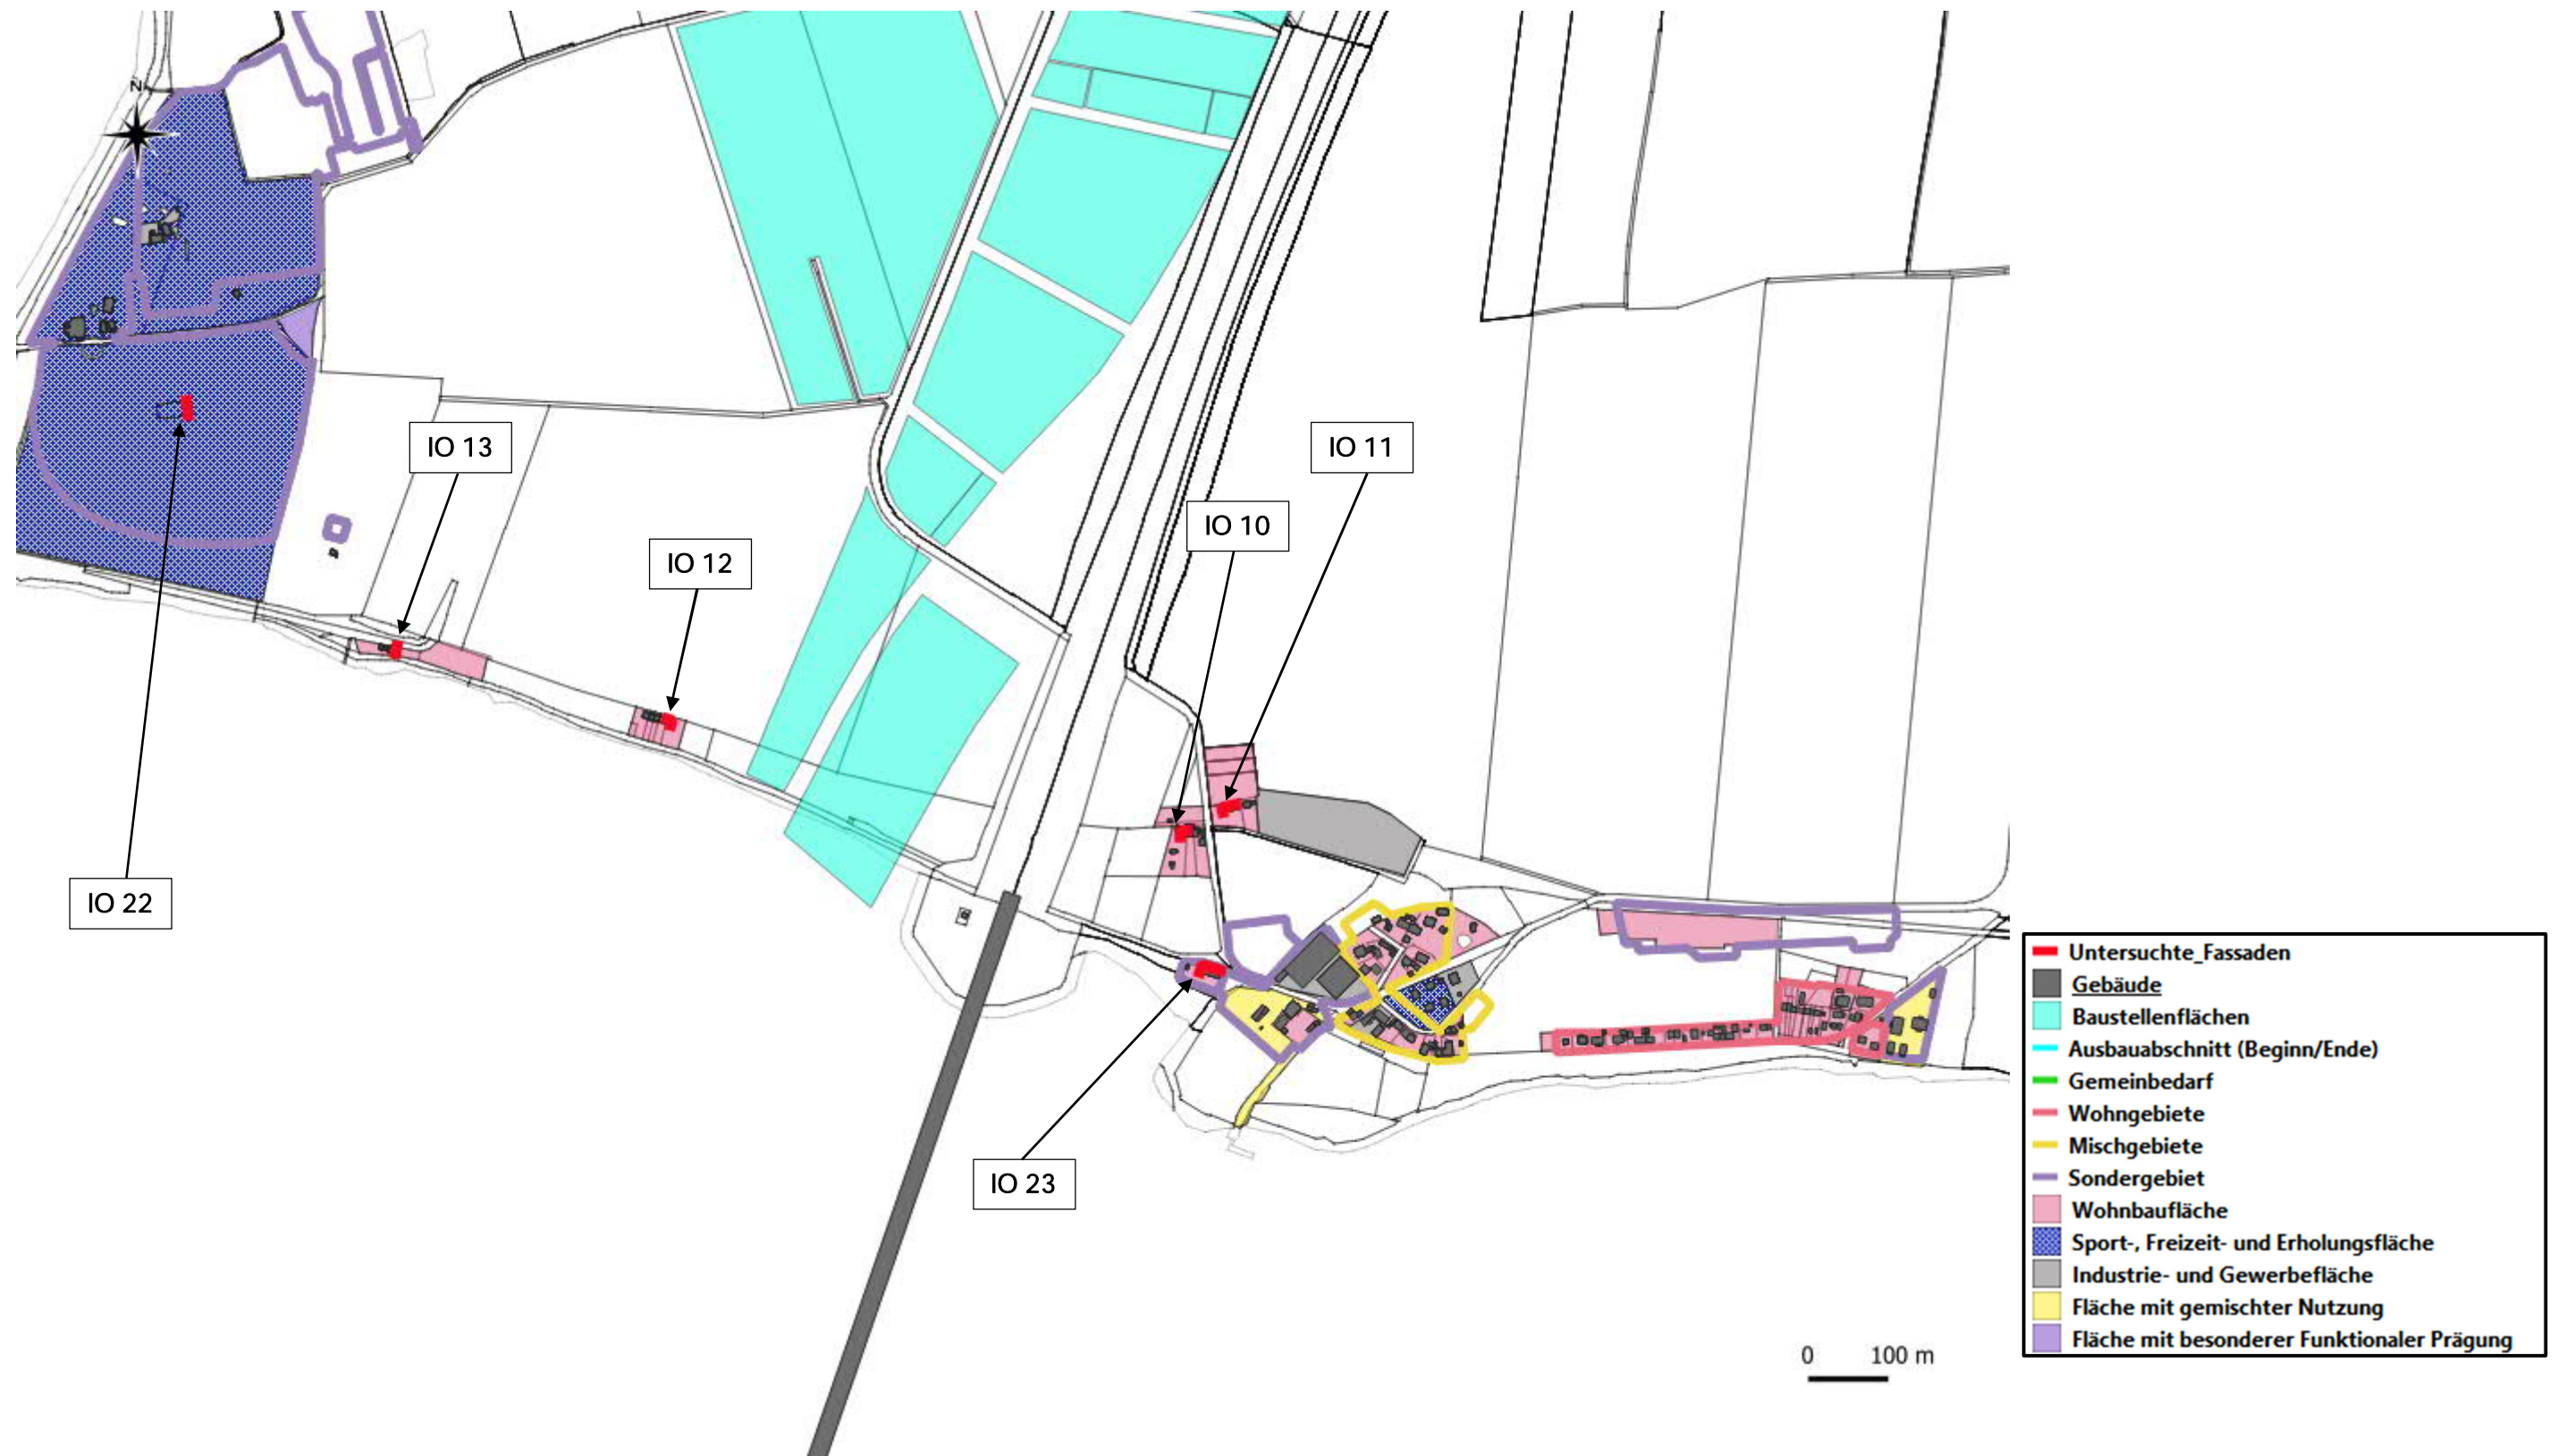 N
IO 13
IO 11
IO 10
IO 12
IO 22
IO 23
Untersuchte_Fassaden
Gebäude
Baustellenflächen
Ausbauabschnitt (Beginn/Ende)
Gemeinbedarf
Wohngebiete
Mischgebiete
Sondergebiet
Wohnbaufläche
Sport-, Freizeit- und Erholungsfläche
Industrie- und Gewerbefläche
Fläche mit gemischter Nutzung
Fläche mit besonderer Funktionaler Prägung
0 100 m